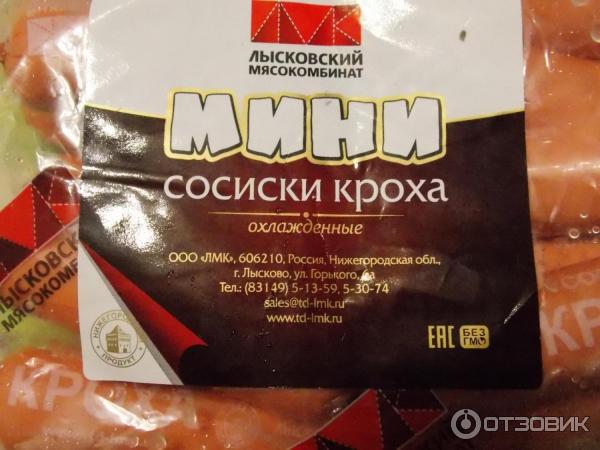 ЛМК
ЛЫСКОВСКИЙ
МЯСОКОМБИНАТ
МИНИ
СОСИСКИ КРОХА
охлажденные
ООО «ЛМК», 606210, Россия, Нижегородская обл.,
г. Лысково, ул. Горького,
Тел.: (83149) 5-13-59, 5-30-74
sales@td-lmk.ru
www.td-lmk.ru
EAC
БЕЗ
ГМО
ЛЫСКОВСКИЙ
МЯСОКОМБИНАТ
ПРОДУКТ
КРОХА
ОТЗОВИК